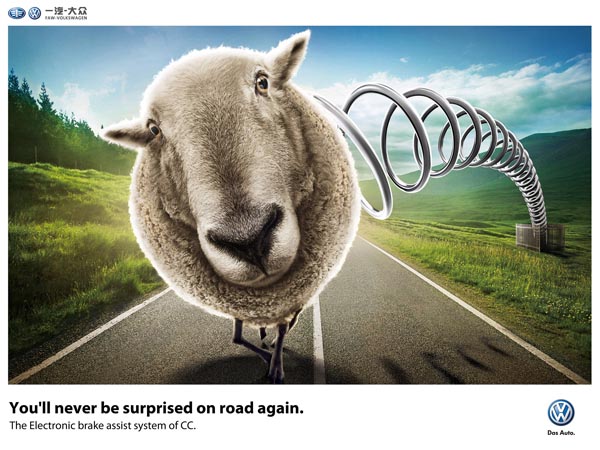 一汽-大众
FAW-VOLKSWAGEN
You'll never be surprised on road again.
The Electronic brake assist system of CC.
Das Auto.